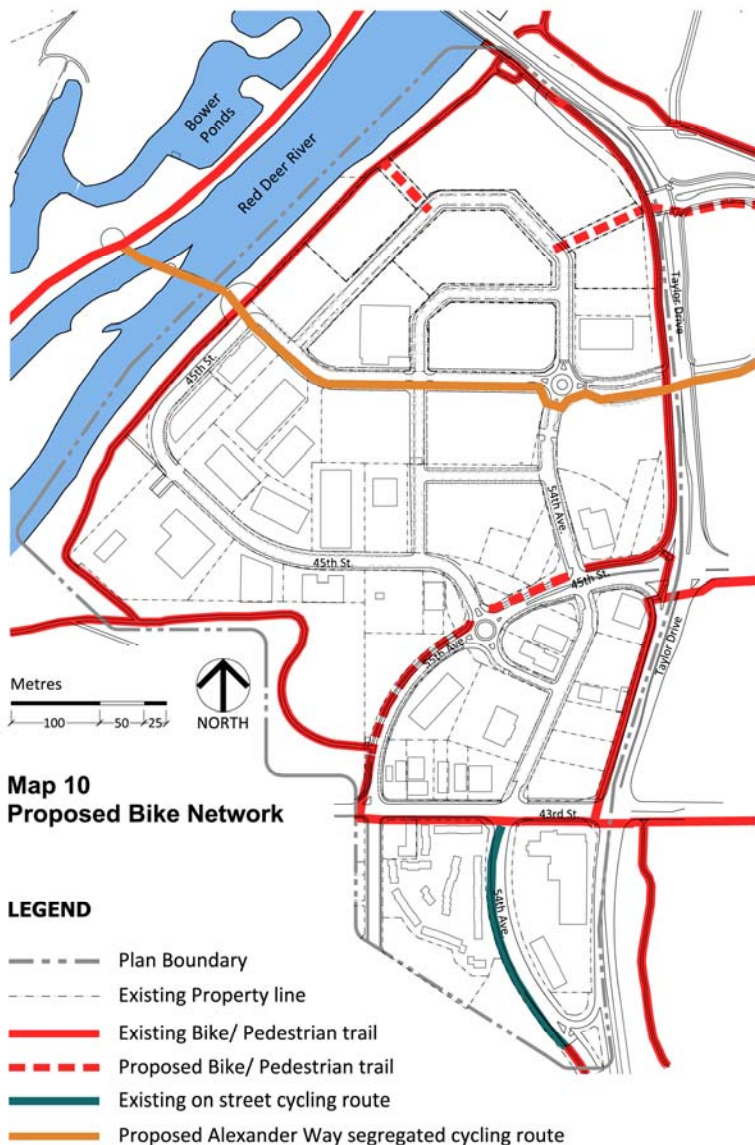 Bower
Ponds
Red Deer River
Taylor Drive
45th St.
54th Ave.
45th St.
45th St.
55th Ave.
Taylor Drive
Metres
100 50 25
NORTH
Map 10
Proposed Bike Network
43rd St.
54th Ave.
LEGEND
Plan Boundary
Existing Property line
Existing Bike/ Pedestrian trail
Proposed Bike/ Pedestrian trail
Existing on street cycling route
Proposed Alexander Way segregated cycling route